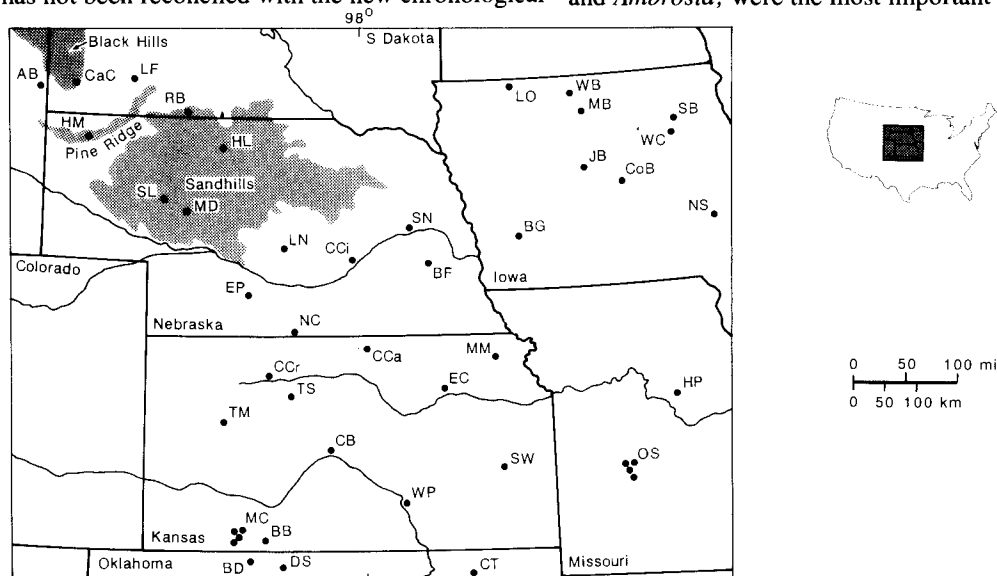 has not been reconciled with the new chronological and Ambrosia, were the most important
98°
S Dakota
Black Hills
AB
CaC
LF
RB
HM
Pine Ridge
HL
Sandhills
SL
MD
LN
CCi
SN
BF
EP
Colorado
Nebraska
NC
LO
WB
MB
SB
WC
JB
CoB
NS
BG
Iowa
CCa
MM
CCr
TS
EC
TM
HP
CB
SW
OS
WP
MC
BB
Kansas
Oklahoma
BD
DS
CT
Missouri
0 50 100 mi
0 50 100 km